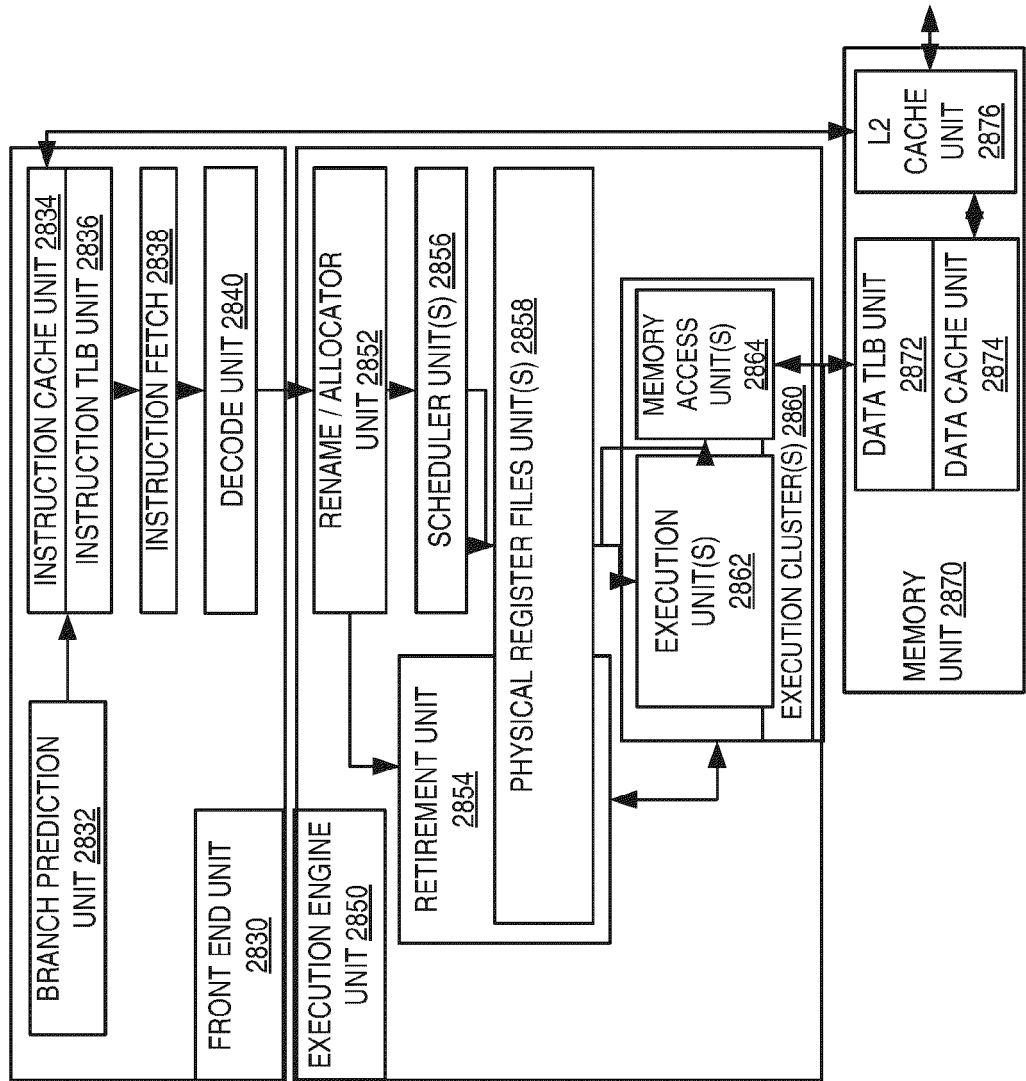 BRANCH PREDICTION
UNIT 2832
INSTRUCTION CACHE UNIT 2834
INSTRUCTION TLB UNIT 2836
INSTRUCTION FETCH 2838
DECODE UNIT 2840
FRONT END UNIT
2830
EXECUTION ENGINE
UNIT 2850
RENAME / ALLOCATOR
UNIT 2852
RETIREMENT UNIT
2854
SCHEDULER UNIT(S) 2856
PHYSICAL REGISTER FILES UNIT(S) 2858
EXECUTION
UNIT(S)
2862
MEMORY
ACCESS
UNIT(S)
2864
EXECUTION CLUSTER(S) 2860
MEMORY
UNIT 2870
DATA TLB UNIT
2872
DATA CACHE UNIT
2874
L2
CACHE
UNIT
2876